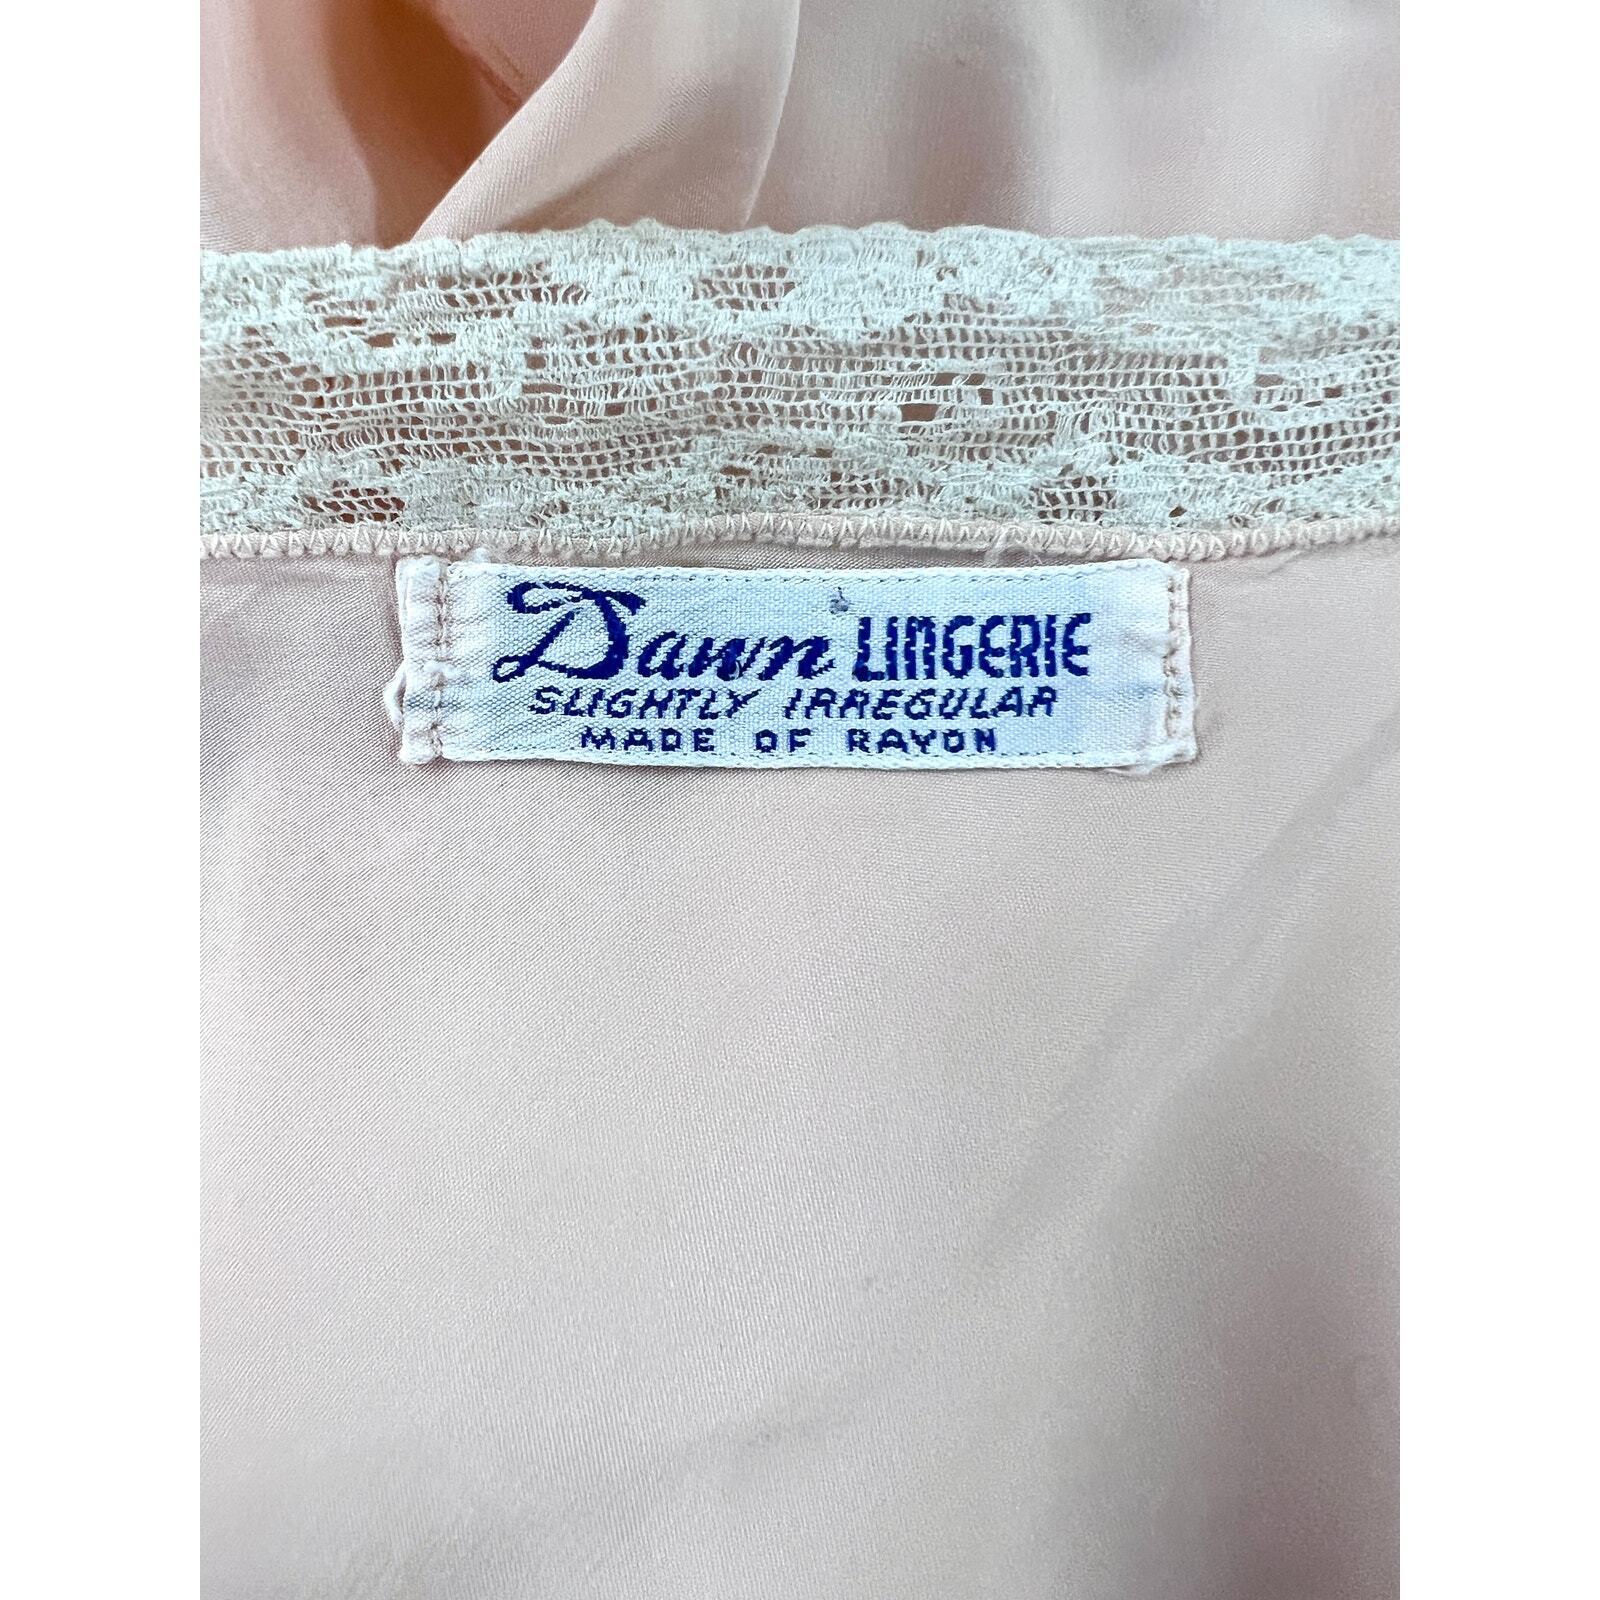 Dawn LINGERIE
SLIGHTLY IRREGULAR
MADE OF RAYON